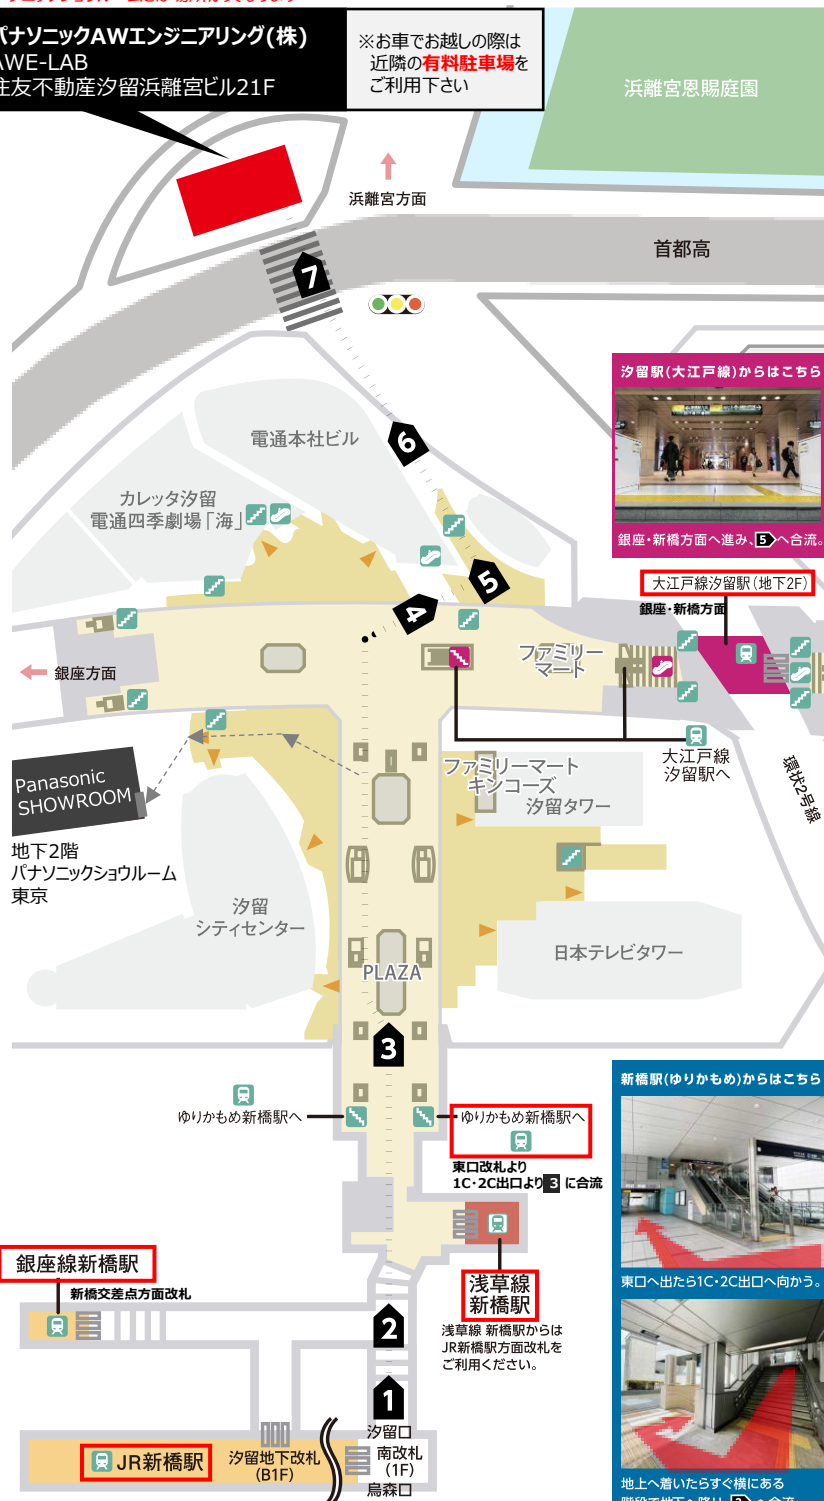 パナソニックAWエンジニアリング(株)
AWE-LAB
住友不動産汐留浜離宮ビル21F
※お車でお越しの際は
近隣の有料駐車場を
ご利用下さい
浜離宮恩賜庭園
浜離宮方面
首都高
7
汐留駅(大江戸線)からはこちら
銀座・新橋方面へ進み、5へ合流。
6
電通本社ビル
カレッタ汐留
電通四季劇場「海」
5
4
大江戸線汐留駅(地下2F)
銀座・新橋方面
銀座方面
ファミリー
マート
大江戸線
汐留駅へ
環状2号線
Panasonic
SHOWROOM
地下2階
パナソニックショウルーム
東京
ファミリーマート
キンコーズ
汐留タワー
汐留
シティセンター
日本テレビタワー
PLAZA
3
ゆりかもめ新橋駅へ
ゆりかもめ新橋駅へ
東口改札より
1C・2C出口より3に合流
新橋駅(ゆりかもめ)からはこちら
東口へ出たら1C・2C出口へ向かう。
地上へ着いたらすぐ横にある
銀座線新橋駅
新橋交差点方面改札
浅草線
新橋駅
浅草線 新橋駅からは
JR新橋駅方面改札を
ご利用ください。
2
1
汐留口
JR新橋駅
汐留地下改札
(B1F)
南改札
(1F)
烏森口